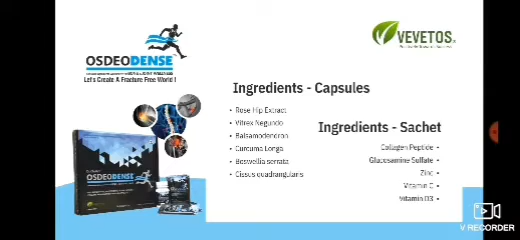 OSDEODENSE
Let's Create A Fracture Free World !
VEVETOS
Ingredients - Capsules
Rose Hip Extract
Vitrex Negundo
Balsamodendron
Curcuma Longa
Boswellia serrata
Cissus quadrangularis
Ingredients - Sachet
Collagen Peptide
Glucosamine Sulfate
Zinc
Vitamin C
Vitamin D3
OSDEODENSE
V RECORDER